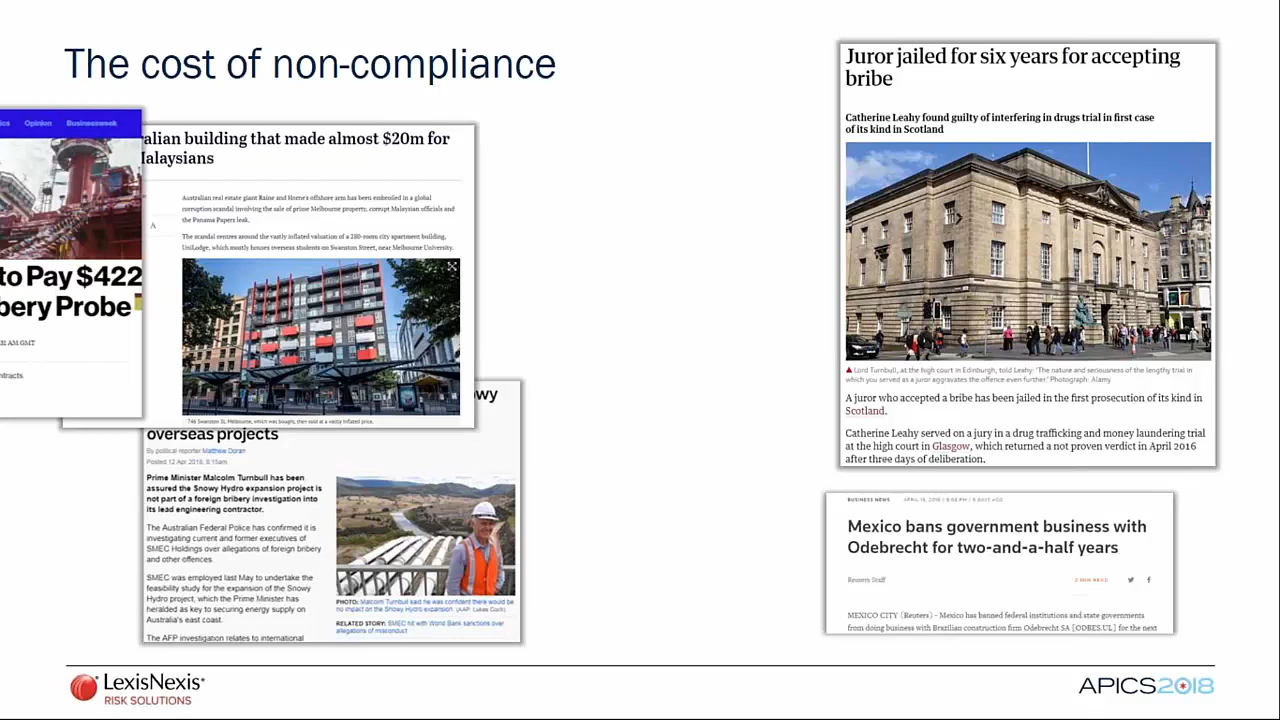 The cost of non-compliance
ics Opinion Businessweek
to Pay $422
bery Probe
31 AM GMT
ntracts.
alian building that made almost $20m for
Malaysians
A
Australian real estate giant Raine and Horne's offshore arm has been embroiled in a global
corruption scandal involving the sale of prime Melbourne property, corrupt Malaysian officials and
the Panama Papers leak.
The scandal centres around the vastly inflated valuation of a 280-room city apartment building,
UniLodge, which mostly houses overseas students on Swanston Street, near Melbourne University.
746 Swanston St, Melbourne, which was bought, then sold at a vastly inflated price.
owy
overseas projects
By political reporter Matthew Doran
Posted 12 Apr 2018, 8:15am
Prime Minister Malcolm Turnbull has been
assured the Snowy Hydro expansion project is
not part of a foreign bribery investigation into
its lead engineering contractor.
The Australian Federal Police has confirmed it is
investigating current and former executives of
SMEC Holdings over allegations of foreign bribery
and other offences.
SMEC was employed last May to undertake the
feasibility study for the expansion of the Snowy
Hydro project, which the Prime Minister has
heralded as key to securing energy supply on
Australia's east coast.
The AFP investigation relates to international
PHOTO: Malcolm Turnbull said he was confident there would be
no impact on the Snowy Hydro expansion. (AAP: Lukas Coch)
RELATED STORY: SMEC hit with World Bank sanctions over
allegations of misconduct
Juror jailed for six years for accepting
bribe
Catherine Leahy found guilty of interfering in drugs trial in first case
of its kind in Scotland
Lord Turnbull, at the high court in Edinburgh, told Leahy: 'The nature and seriousness of the lengthy trial in
which you served as a juror aggravates the offence even further.' Photograph: Alamy
A juror who accepted a bribe has been jailed in the first prosecution of its kind in
Scotland.
Catherine Leahy served on a jury in a drug trafficking and money laundering trial
at the high court in Glasgow, which returned a not proven verdict in April 2016
after three days of deliberation.
BUSINESS NEWS APRIL
Mexico bans government business with
Odebrecht for two-and-a-half years
Reuters Staff
2 MIN READ
MEXICO CITY (Reuters) - Mexico has banned federal institutions and state governments
from doing business with Brazilian construction firm Odebrecht SA [ODBES.UL] for the next
LexisNexis
RISK SOLUTIONS
APICS2018